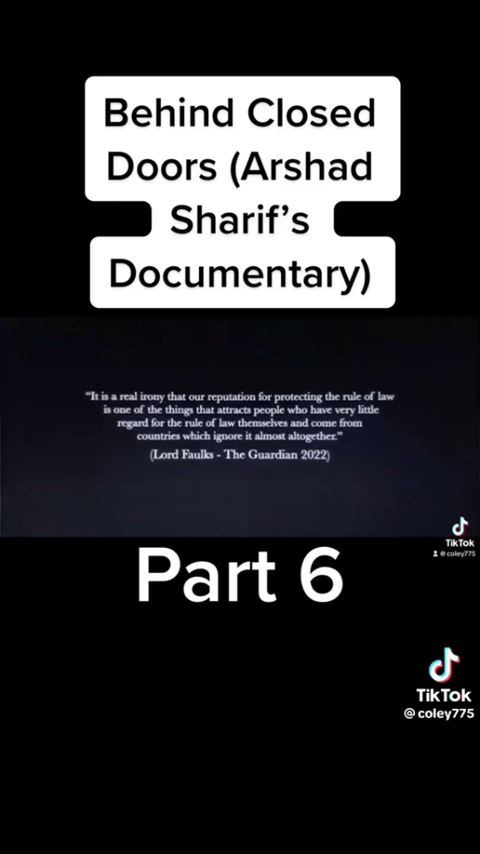 Behind Closed
Doors (Arshad
Sharif’s
Documentary)
“It is a real irony that our reputation for protecting the rule of law
is one of the things that attracts people who have very little
regard for the rule of law themselves and come from
countries which ignore it almost altogether.”
(Lord Faulks - The Guardian 2022)
TikTok
@coley775
Part 6
TikTok
@coley775